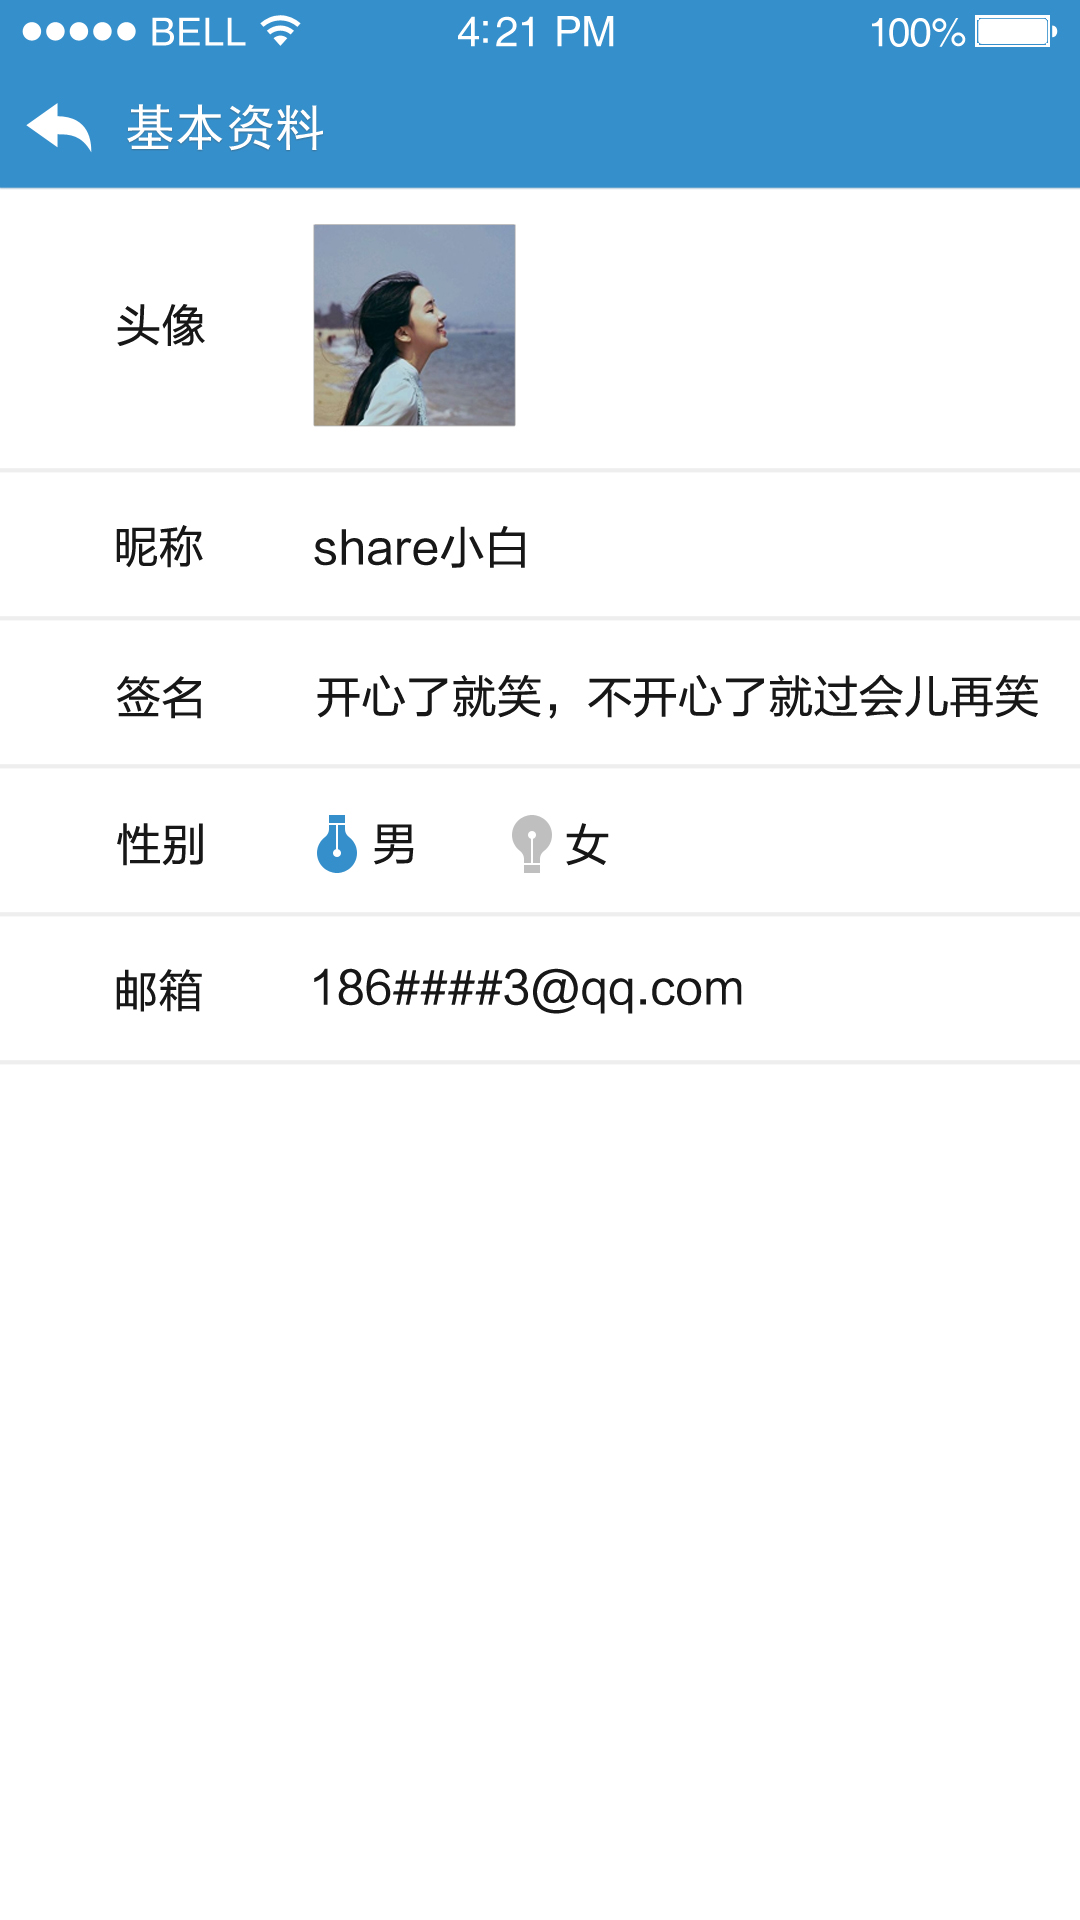 BELL 4:21 PM 100%
基本资料
头像
昵称 share小白
签名 开心了就笑，不开心了就过会儿再笑
性别 男 女
邮箱 186####3@qq.com